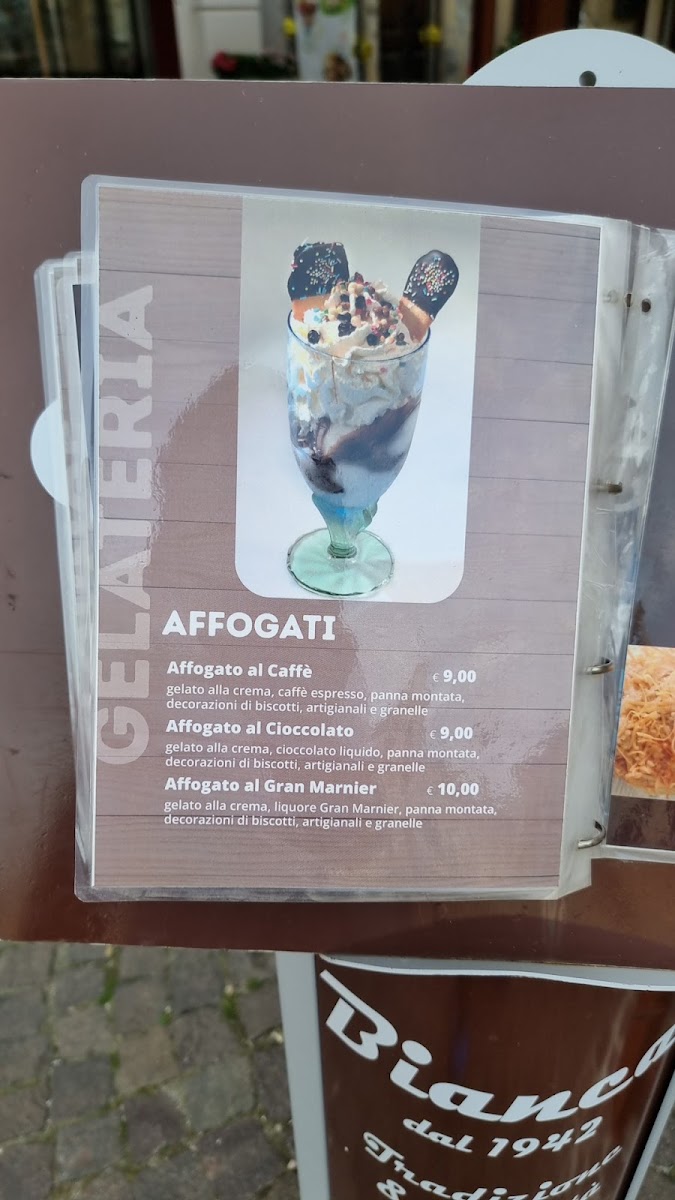 GELATERIA
AFFOGATI
Affogato al Caffè € 9,00
gelato alla crema, caffè espresso, panna montata,
decorazioni di biscotti, artigianali e granelle
Affogato al Cioccolato € 9,00
gelato alla crema, cioccolato liquido, panna montata,
decorazioni di biscotti, artigianali e granelle
Affogato al Gran Marnier € 10,00
gelato alla crema, liquore Gran Marnier, panna montata,
decorazioni di biscotti, artigianali e granelle
Bianca
dal 1942
Tradizione
&